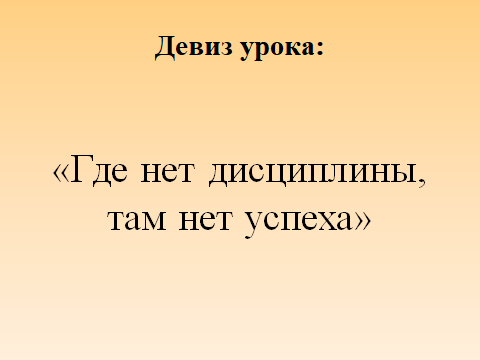 Девиз урока:
«Где нет дисциплины,
там нет успеха»